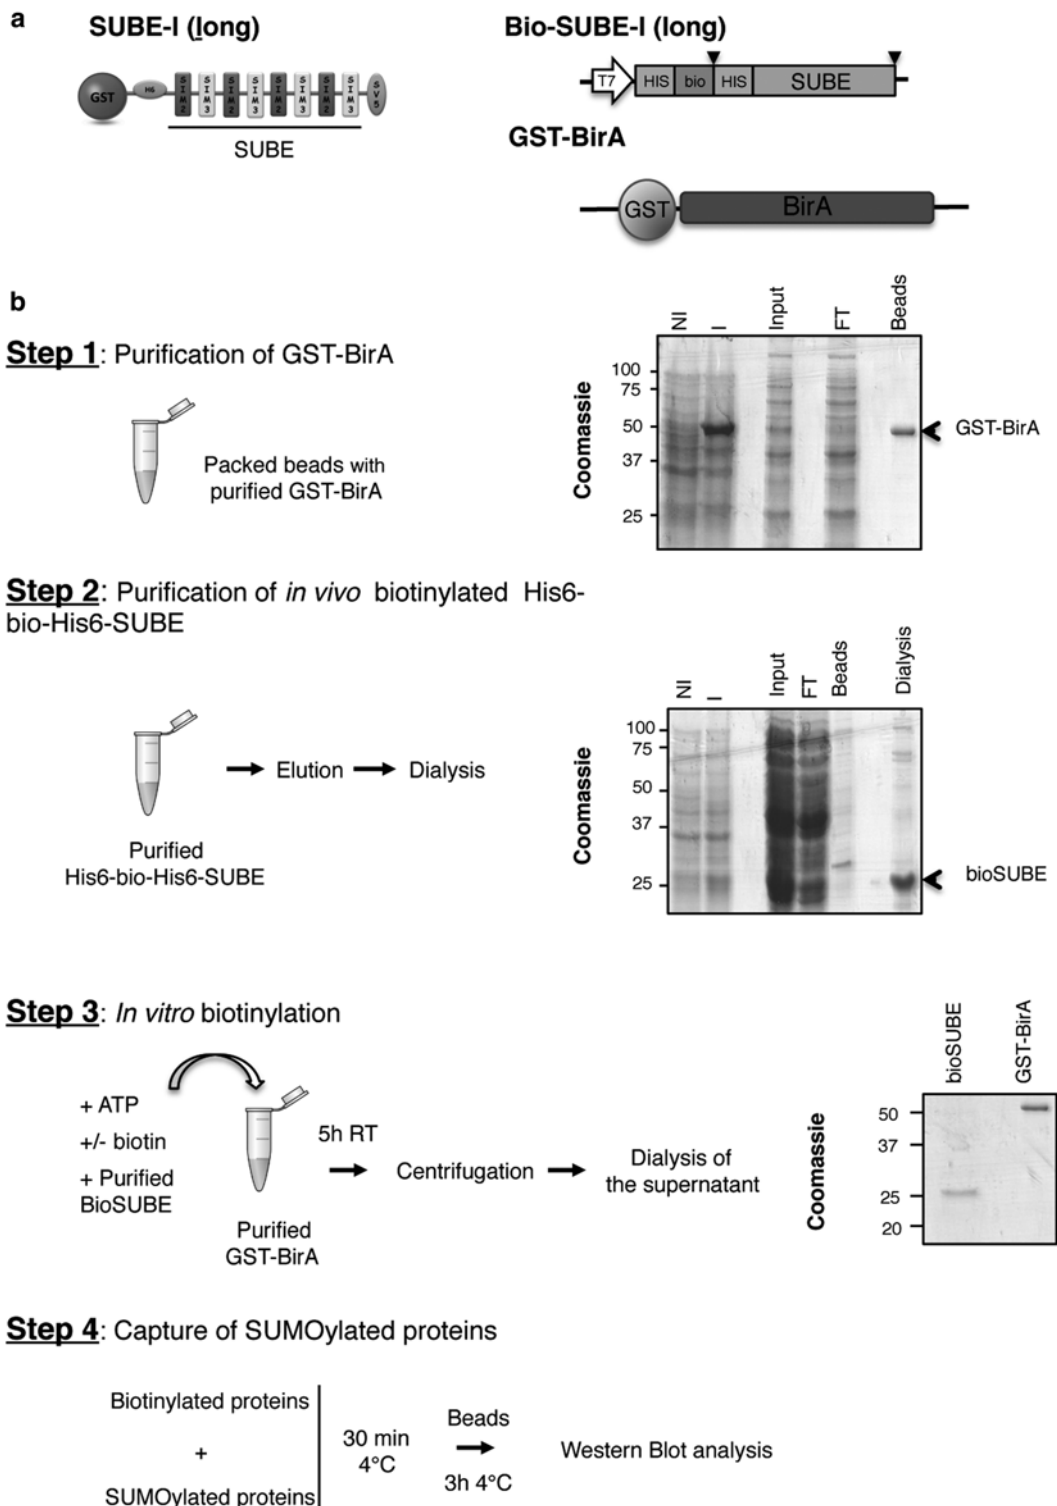 a
SUBE-l (long)
GST
H6
SIM2
SIM3
SIM2
SIM3
SIM2
SIM3
SIM2
SIM3
SV5
SUBE
Bio-SUBE-l (long)
T7
HIS
bio
HIS
SUBE
GST-BirA
GST
BirA
b
Step 1: Purification of GST-BirA
Packed beads with
purified GST-BirA
NI
I
Input
FT
Beads
Coomassie
100
75
50
37
25
GST-BirA
Step 2: Purification of in vivo biotinylated His6-
bio-His6-SUBE
Elution
Dialysis
Purified
His6-bio-His6-SUBE
NI
I
Input
FT
Beads
Dialysis
Coomassie
100
75
50
37
25
bioSUBE
Step 3: In vitro biotinylation
+ ATP
+/- biotin
+ Purified
BioSUBE
Purified
GST-BirA
5h RT
Centrifugation
Dialysis of
the supernatant
bioSUBE
GST-BirA
Coomassie
50
37
25
20
Step 4: Capture of SUMOylated proteins
Biotinylated proteins
+
SUMOylated proteins
30 min
4°C
Beads
3h 4°C
Western Blot analysis